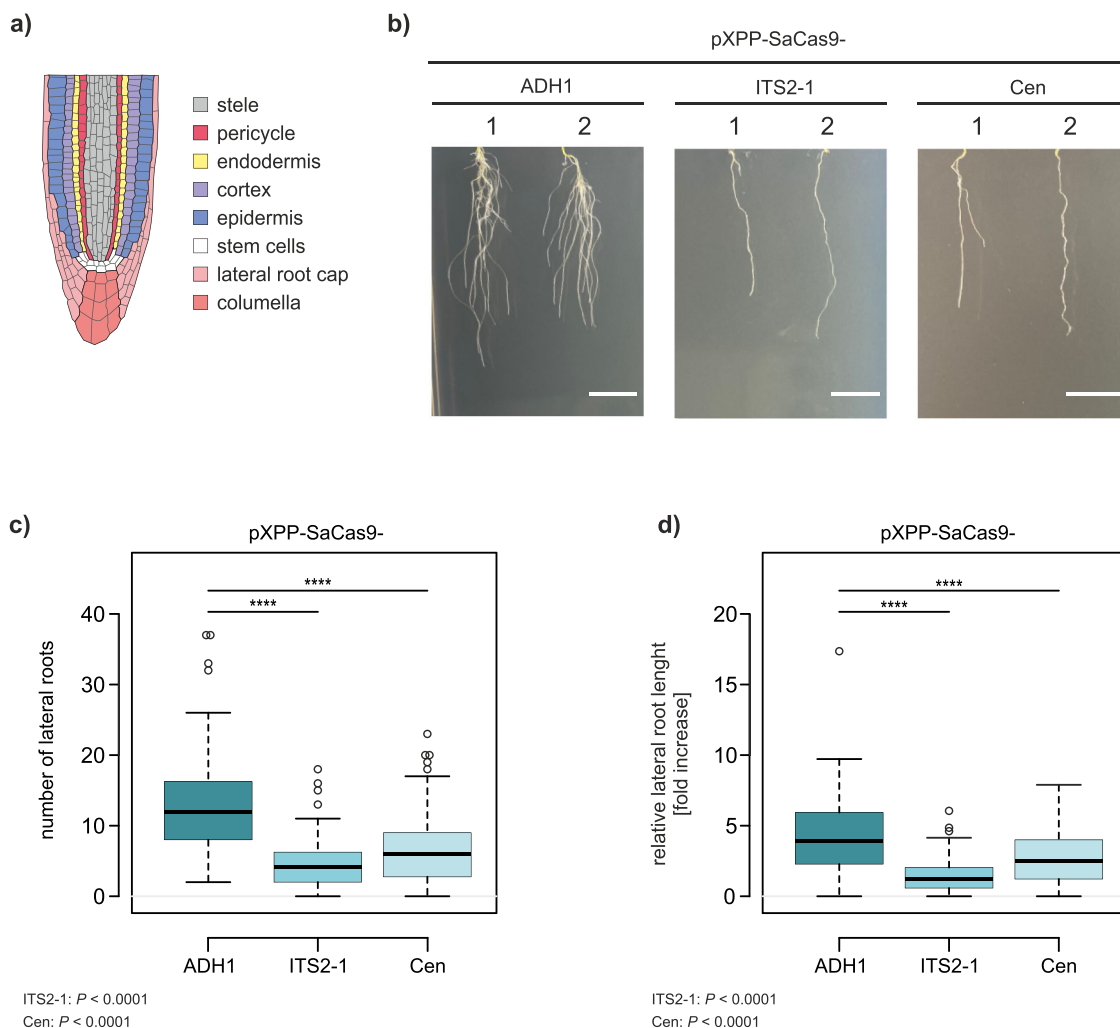 a)
stele
pericycle
endodermis
cortex
epidermis
stem cells
lateral root cap
columella
b)
pXPP-SaCas9-
ADH1 ITS2-1 Cen
1 2 1 2 1 2
c)
pXPP-SaCas9-
****
****
40
30
20
10
0
number of lateral roots
ADH1 ITS2-1 Cen
ITS2-1: P < 0.0001
Cen: P < 0.0001
d)
pXPP-SaCas9-
****
****
20
15
10
5
0
relative lateral root lenght
[fold increase]
ADH1 ITS2-1 Cen
ITS2-1: P < 0.0001
Cen: P < 0.0001